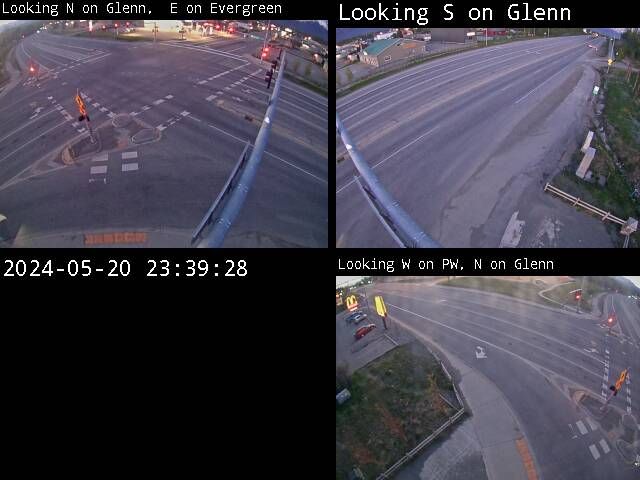 Looking N on Glenn, E on Evergreen
Looking S on Glenn
2024-05-20 23:39:28
Looking W on PW, N on Glenn